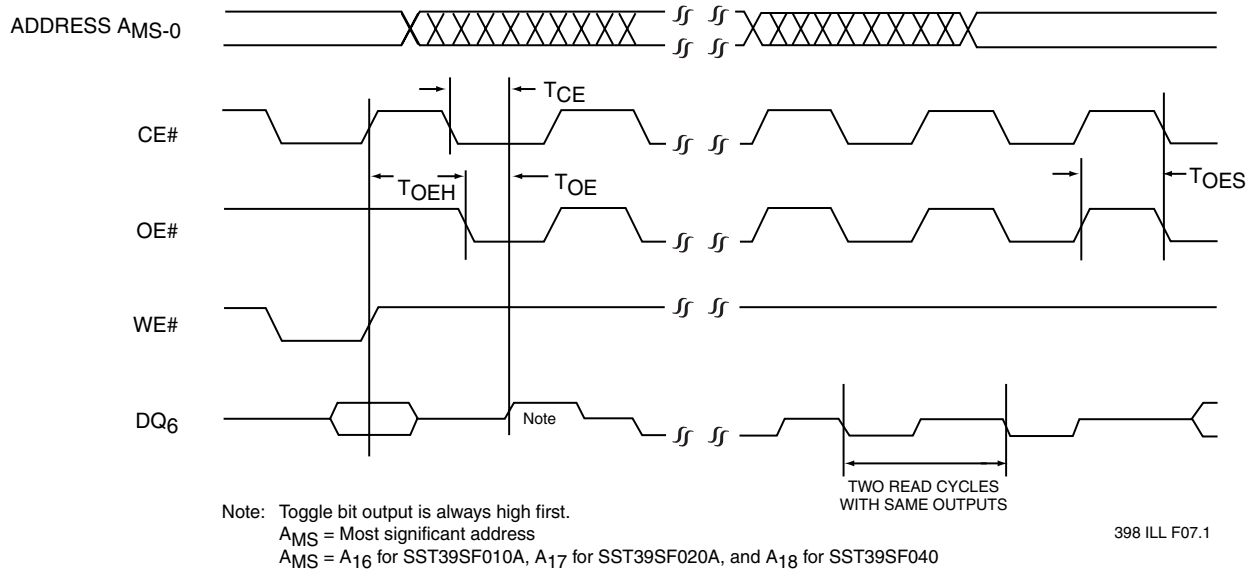 ADDRESS AMS-0
TCE
CE#
TOEH
TOE
TOES
OE#
WE#
DQ6
Note
TWO READ CYCLES
WITH SAME OUTPUTS
Note: Toggle bit output is always high first.
AMS = Most significant address
398 ILL F07.1
AMS = A16 for SST39SF010A, A17 for SST39SF020A, and A18 for SST39SF040